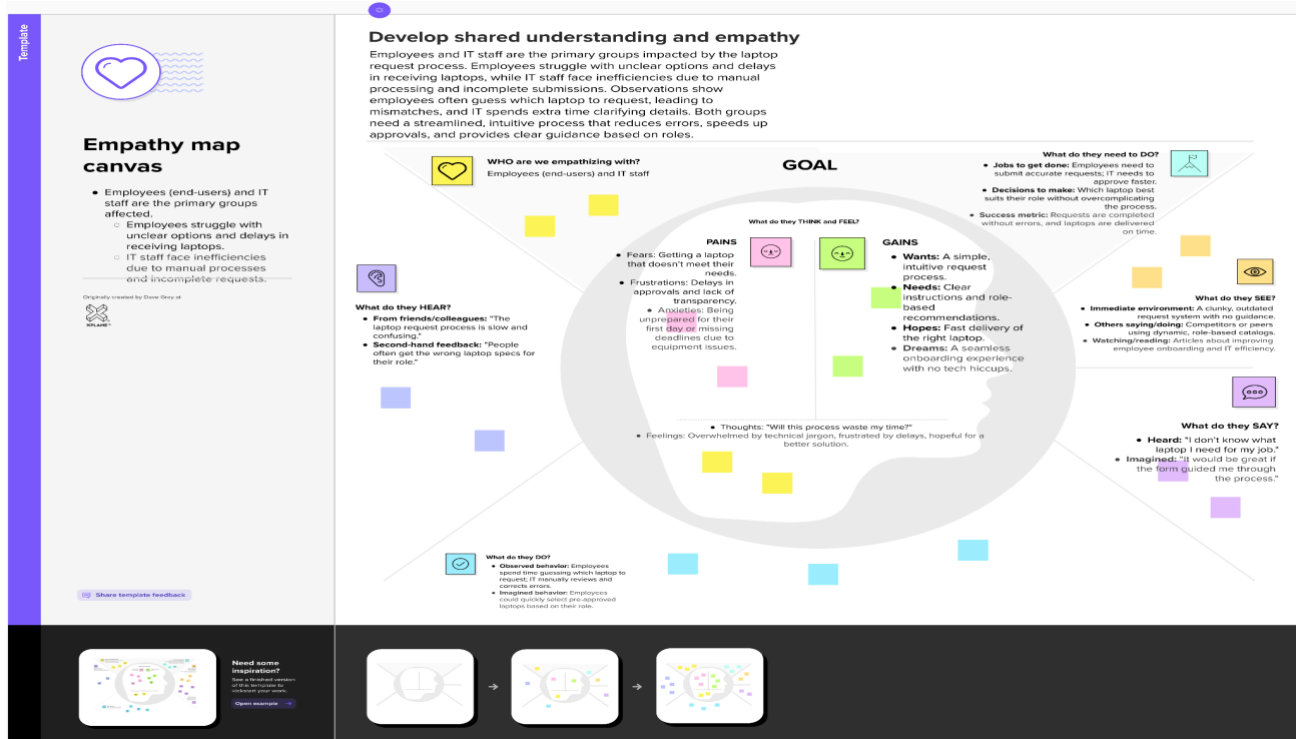 Template
Empathy map
canvas
● Employees (end-users) and IT
staff are the primary groups
affected.
○ Employees struggle with
unclear options and delays in
receiving laptops.
○ IT staff face inefficiencies
due to manual processes
and incomplete requests.
Originally created by Dave Gray at
XPLANE
Share template feedback
Develop shared understanding and empathy
Employees and IT staff are the primary groups impacted by the laptop
request process. Employees struggle with unclear options and delays
in receiving laptops, while IT staff face inefficiencies due to manual
processing and incomplete submissions. Observations show
employees often guess which laptop to request, leading to
mismatches, and IT spends extra time clarifying details. Both groups
need a streamlined, intuitive process that reduces errors, speeds up
approvals, and provides clear guidance based on roles.
WHO are we empathizing with?
Employees (end-users) and IT staff
GOAL
What do they need to DO?
● Jobs to get done: Employees need to
submit accurate requests; IT needs to
approve faster.
● Decisions to make: Which laptop best
suits their role without overcomplicating
the process.
● Success metric: Requests are completed
without errors, and laptops are delivered
on time.
What do they THINK and FEEL?
PAINS
● Fears: Getting a laptop
that doesn't meet their
needs.
● Frustrations: Delays in
approvals and lack of
transparency.
● Anxieties: Being
unprepared for their
first day or missing
deadlines due to
equipment issues.
GAINS
● Wants: A simple,
intuitive request
process.
● Needs: Clear
instructions and role-
based
recommendations.
● Hopes: Fast delivery of
the right laptop.
● Dreams: A seamless
onboarding experience
with no tech hiccups.
What do they HEAR?
● From friends/colleagues: "The
laptop request process is slow and
confusing."
● Second-hand feedback: "People
often get the wrong laptop specs for
their role."
What do they SEE?
● Immediate environment: A clunky, outdated
request system with no guidance.
● Others saying/doing: Competitors or peers
using dynamic, role-based catalogs.
● Watching/reading: Articles about improving
employee onboarding and IT efficiency.
● Thoughts: "Will this process waste my time?"
● Feelings: Overwhelmed by technical jargon, frustrated by delays, hopeful for a
better solution.
What do they SAY?
● Heard: "I don't know what
laptop I need for my job."
● Imagined: "It would be great if
the form guided me through
the process."
What do they DO?
● Observed behavior: Employees
spend time guessing which laptop to
request; IT manually reviews and
corrects errors.
● Imagined behavior: Employees
could quickly select pre-approved
laptops based on their role.
Need some
inspiration?
See a finished version
of this template to
kickstart your work.
Open example →